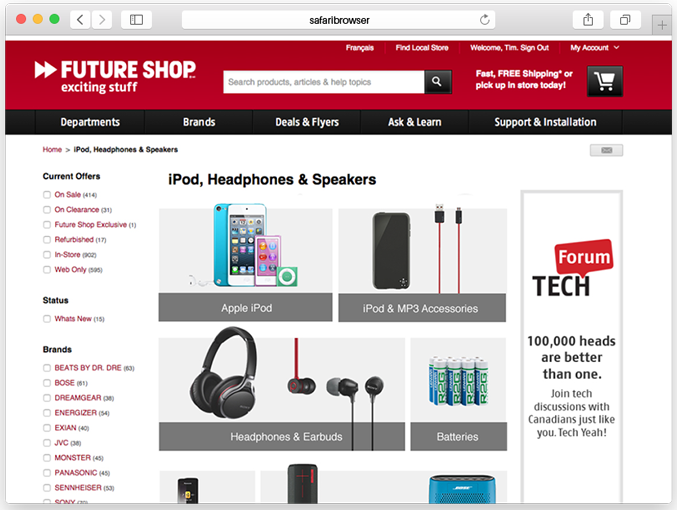 safaribrowser
Français
Find Local Store
Welcome, Tim. Sign Out
My Account
FUTURE SHOP
exciting stuff
Search products, articles & help topics
Fast, FREE Shipping* or
pick up in store today!
Departments
Brands
Deals & Flyers
Ask & Learn
Support & Installation
Home > iPod, Headphones & Speakers
Current Offers
On Sale (414)
On Clearance (31)
Future Shop Exclusive (1)
Refurbished (17)
In-Store (902)
Web Only (595)
Status
Whats New (15)
Brands
BEATS BY DR. DRE (63)
BOSE (61)
DREAMGEAR (38)
ENERGIZER (54)
EXIAN (40)
JVC (38)
MONSTER (45)
PANASONIC (45)
SENNHEISER (53)
SONY
iPod, Headphones & Speakers
Apple iPod
iPod & MP3 Accessories
Headphones & Earbuds
R2G R2G R2G R2G
Batteries
BOSE
Forum
TECH
100,000 heads
are better
than one.
Join tech
discussions with
Canadians just like
you. Tech Yeah!